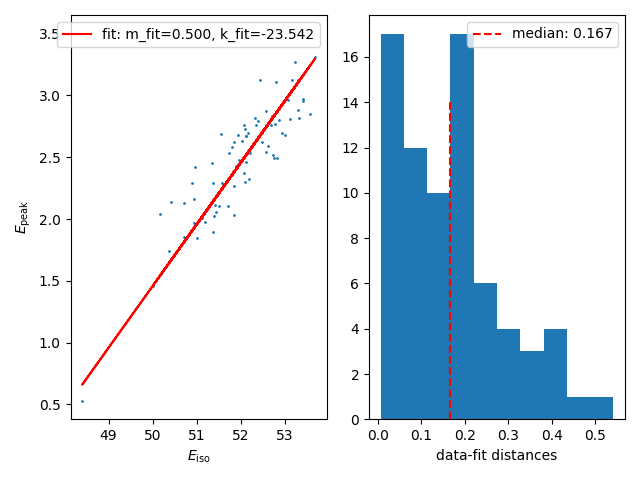 fit: m_fit=0.500, k_fit=-23.542
3.5
3.0
2.5
2.0
1.5
1.0
0.5
E_peak
49 50 51 52 53
E_iso
median: 0.167
16
14
12
10
8
6
4
2
0
0.0 0.1 0.2 0.3 0.4 0.5
data-fit distances